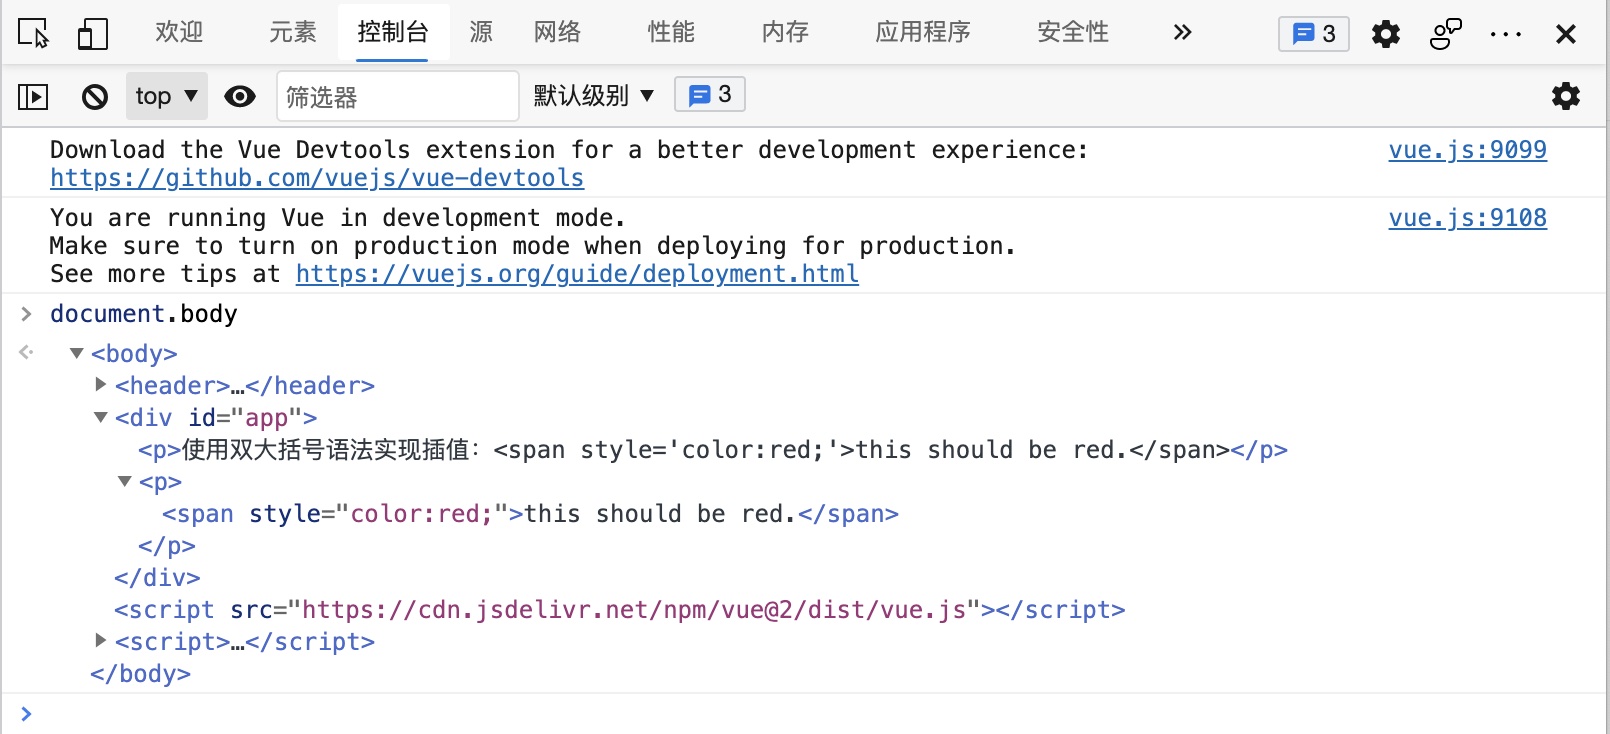 欢迎 元素 控制台 源 网络 性能 内存 应用程序 安全性 3
top 筛选器 默认级别 3
Download the Vue Devtools extension for a better development experience: vue.js:9099
https://github.com/vuejs/vue-devtools
You are running Vue in development mode. vue.js:9108
Make sure to turn on production mode when deploying for production.
See more tips at https://vuejs.org/guide/deployment.html
document.body
<body>
<header>…</header>
<div id="app">
<p>使用双大括号语法实现插值：<span style='color:red;'>this should be red.</span></p>
<p>
<span style="color:red;">this should be red.</span>
</p>
</div>
<script src="https://cdn.jsdelivr.net/npm/vue@2/dist/vue.js"></script>
<script>…</script>
</body>